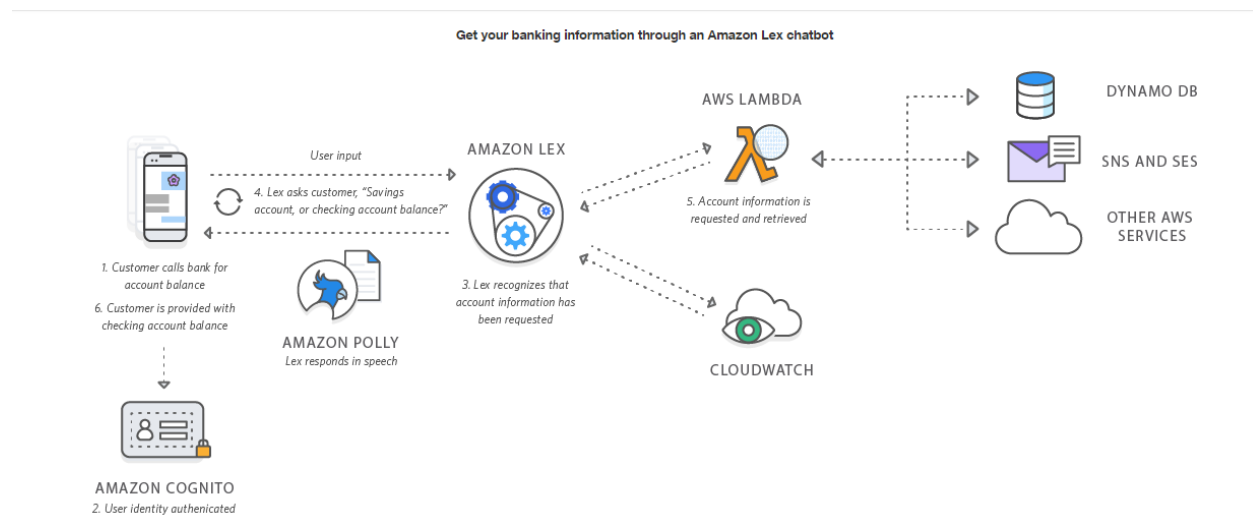 Get your banking information through an Amazon Lex chatbot
AWS LAMBDA
DYNAMO DB
AMAZON LEX
User input
4. Lex asks customer, “Savings
account, or checking account balance?”
SNS AND SES
5. Account information is
requested and retrieved
OTHER AWS
SERVICES
1. Customer calls bank for
account balance
6. Customer is provided with
checking account balance
3. Lex recognizes that
account information has
been requested
AMAZON POLLY
Lex responds in speech
CLOUDWATCH
AMAZON COGNITO
2. User identity authenicated